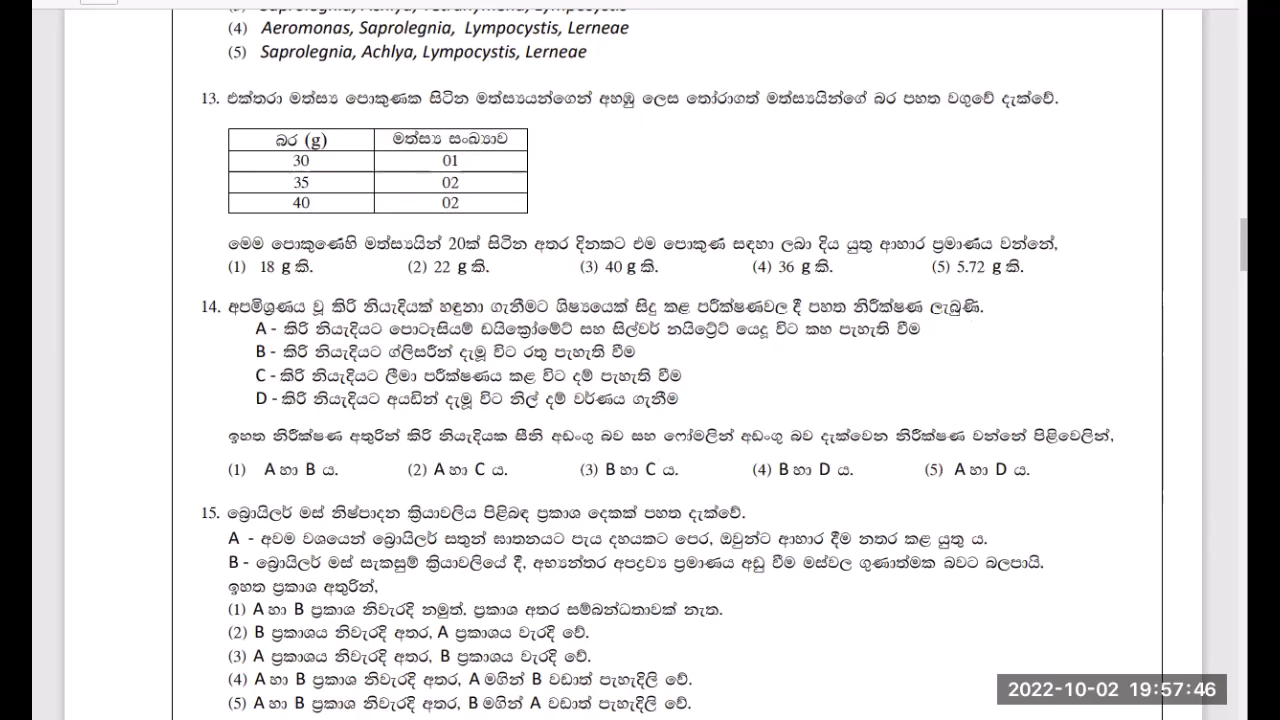 (4) Aeromonas, Saprolegnia, Lympocystis, Lerneae
(5) Saprolegnia, Achlya, Lympocystis, Lerneae
13. එක්තරා මත්ස්‍ය පොකුණක සිටින මත්ස්‍යයන්ගෙන් අහඹු ලෙස තෝරාගත් මත්ස්‍යයින්ගේ බර පහත වගුවේ දැක්වේ.
බර (g) මත්ස්‍ය සංඛ්‍යාව
30 01
35 02
40 02
මෙම පොකුණෙහි මත්ස්‍යයින් 20ක් සිටින අතර දිනකට එම පොකුණ සඳහා ලබා දිය යුතු ආහාර ප්‍රමාණය වන්නේ,
(1) 18 g කි. (2) 22 g කි. (3) 40 g කි. (4) 36 g කි. (5) 5.72 g කි.
14. අපමිශ්‍රණය වූ කිරි නියැදියක් හඳුනා ගැනීමට ශිෂ්‍යයෙක් සිදු කළ පරීක්ෂණවල දී පහත නිරීක්ෂණ ලැබුණි.
A - කිරි නියැදියට පොටෑසියම් ඩයික්‍රෝමේට් සහ සිල්වර් නයිට්‍රේට් යෙදූ විට කහ පැහැති වීම
B - කිරි නියැදියට ග්ලිසරීන් දැමූ විට රතු පැහැති වීම
C - කිරි නියැදියට ලීමා පරීක්ෂණය කළ විට දම් පැහැති වීම
D - කිරි නියැදියට අයඩින් දැමූ විට නිල් දම් වර්ණය ගැනීම
ඉහත නිරීක්ෂණ අතුරින් කිරි නියැදියක සීනි අඩංගු බව සහ ෆෝමලින් අඩංගු බව දැක්වෙන නිරීක්ෂණ වන්නේ පිළිවෙලින්,
(1) A හා B ය. (2) A හා C ය. (3) B හා C ය. (4) B හා D ය. (5) A හා D ය.
15. බ්‍රොයිලර් මස් නිෂ්පාදන ක්‍රියාවලිය පිළිබඳ ප්‍රකාශ දෙකක් පහත දැක්වේ.
A - අවම වශයෙන් බ්‍රොයිලර් සතුන් ඝාතනයට පැය දහයකට පෙර, ඔවුන්ට ආහාර දීම නතර කළ යුතු ය.
B - බ්‍රොයිලර් මස් සැකසුම් ක්‍රියාවලියේ දී, අභ්‍යන්තර අපද්‍රව්‍ය ප්‍රමාණය අඩු වීම මස්වල ගුණාත්මක බවට බලපායි.
ඉහත ප්‍රකාශ අතුරින්,
(1) A හා B ප්‍රකාශ නිවැරදි නමුත්, ප්‍රකාශ අතර සම්බන්ධතාවක් නැත.
(2) B ප්‍රකාශය නිවැරදි අතර, A ප්‍රකාශය වැරදි වේ.
(3) A ප්‍රකාශය නිවැරදි අතර, B ප්‍රකාශය වැරදි වේ.
(4) A හා B ප්‍රකාශ නිවැරදි අතර, A මගින් B වඩාත් පැහැදිලි වේ.
(5) A හා B ප්‍රකාශ නිවැරදි අතර, B මගින් A වඩාත් පැහැදිලි වේ.
2022-10-02 19:57:46